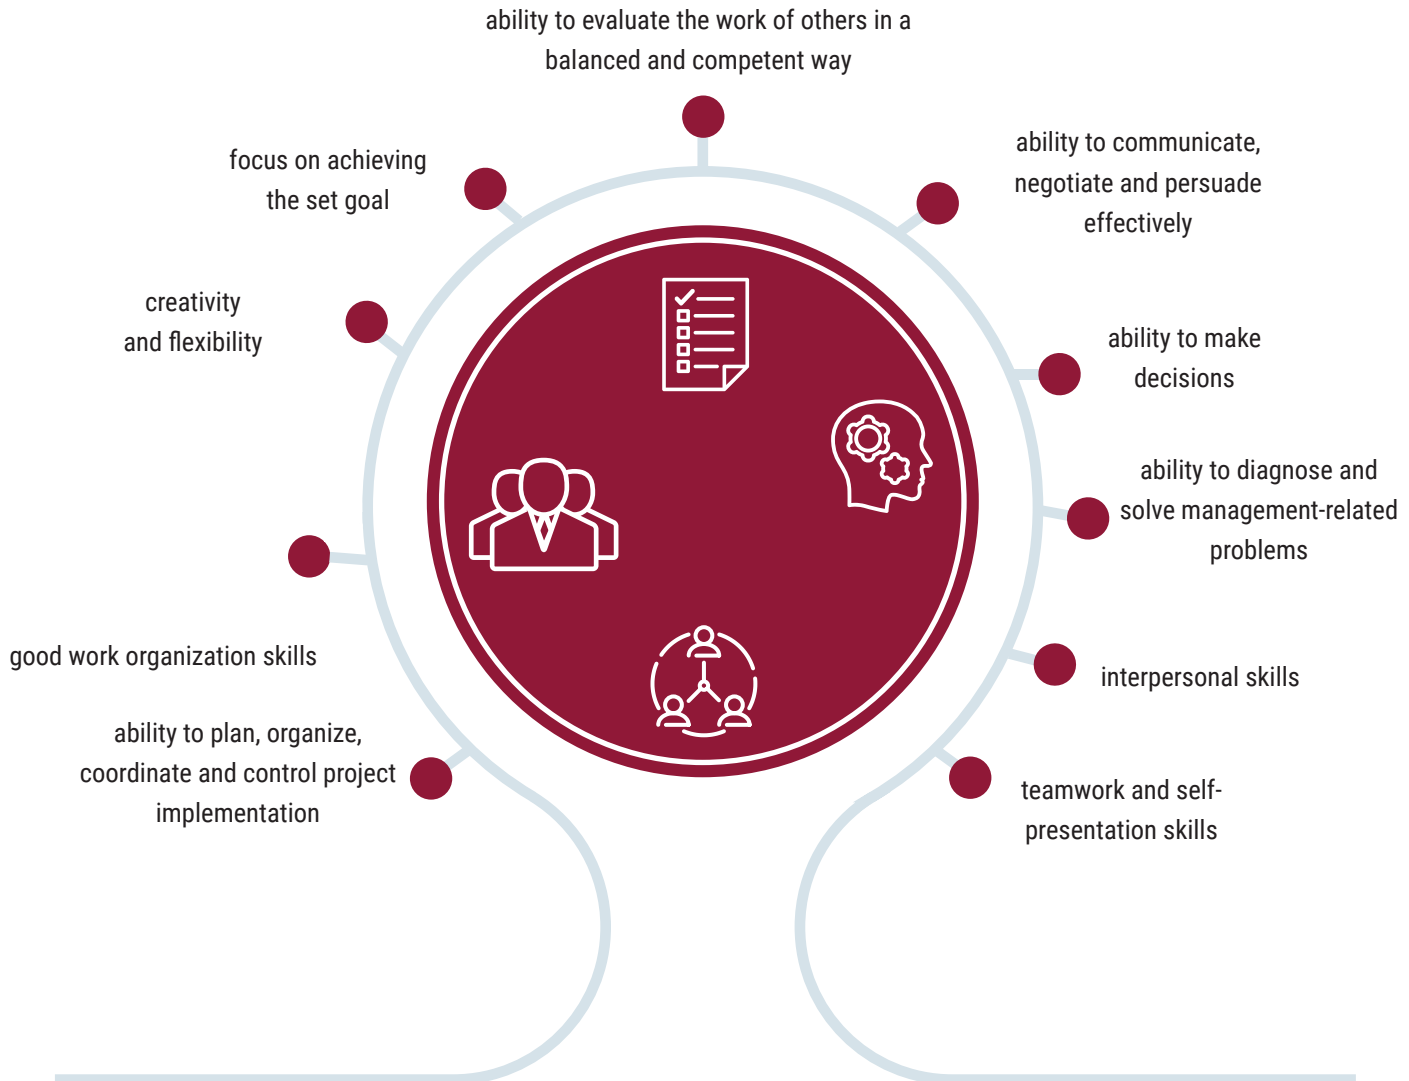 ability to evaluate the work of others in a
balanced and competent way
focus on achieving
the set goal
ability to communicate,
negotiate and persuade
effectively
creativity
and flexibility
ability to make
decisions
ability to diagnose and
solve management-related
problems
good work organization skills
interpersonal skills
ability to plan, organize,
coordinate and control project
implementation
teamwork and self-
presentation skills